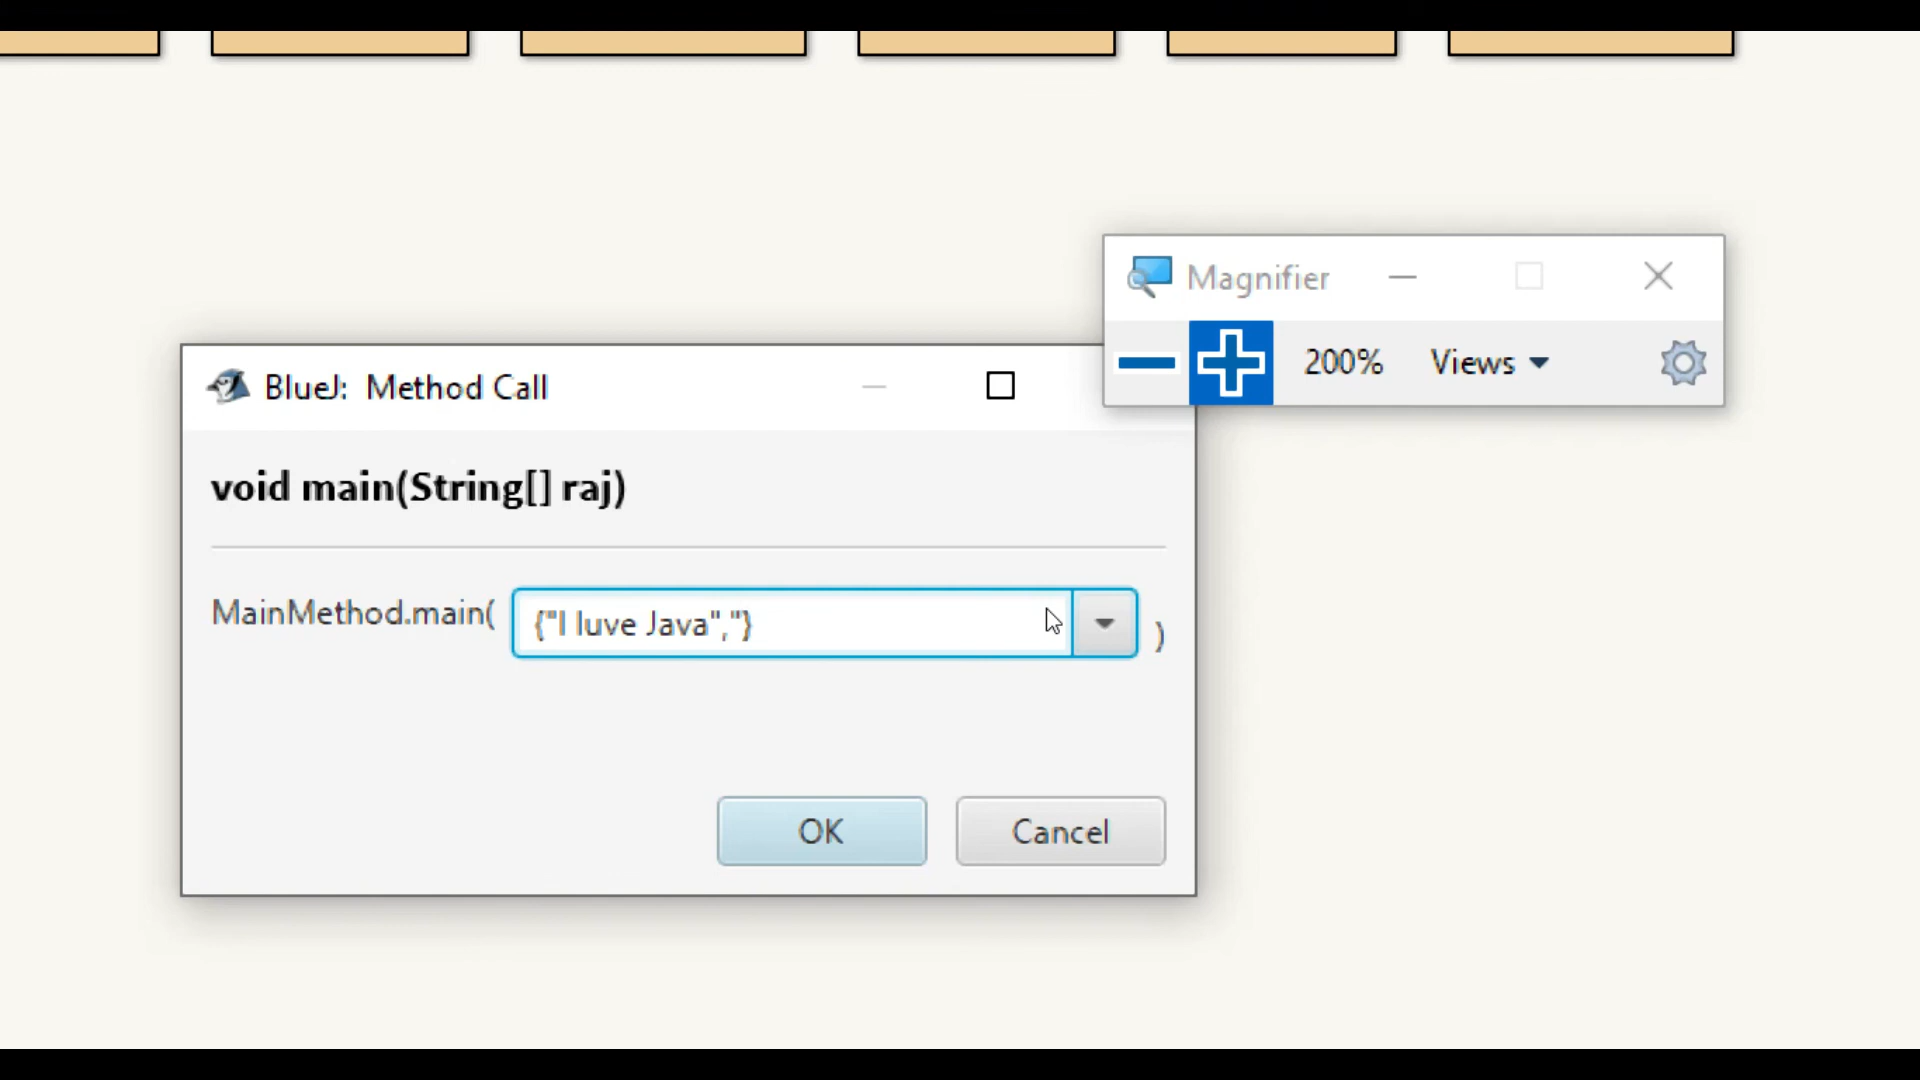 Magnifier
200% Views
BlueJ: Method Call
void main(String[] raj)
MainMethod.main( {"I luve Java","} )
OK Cancel